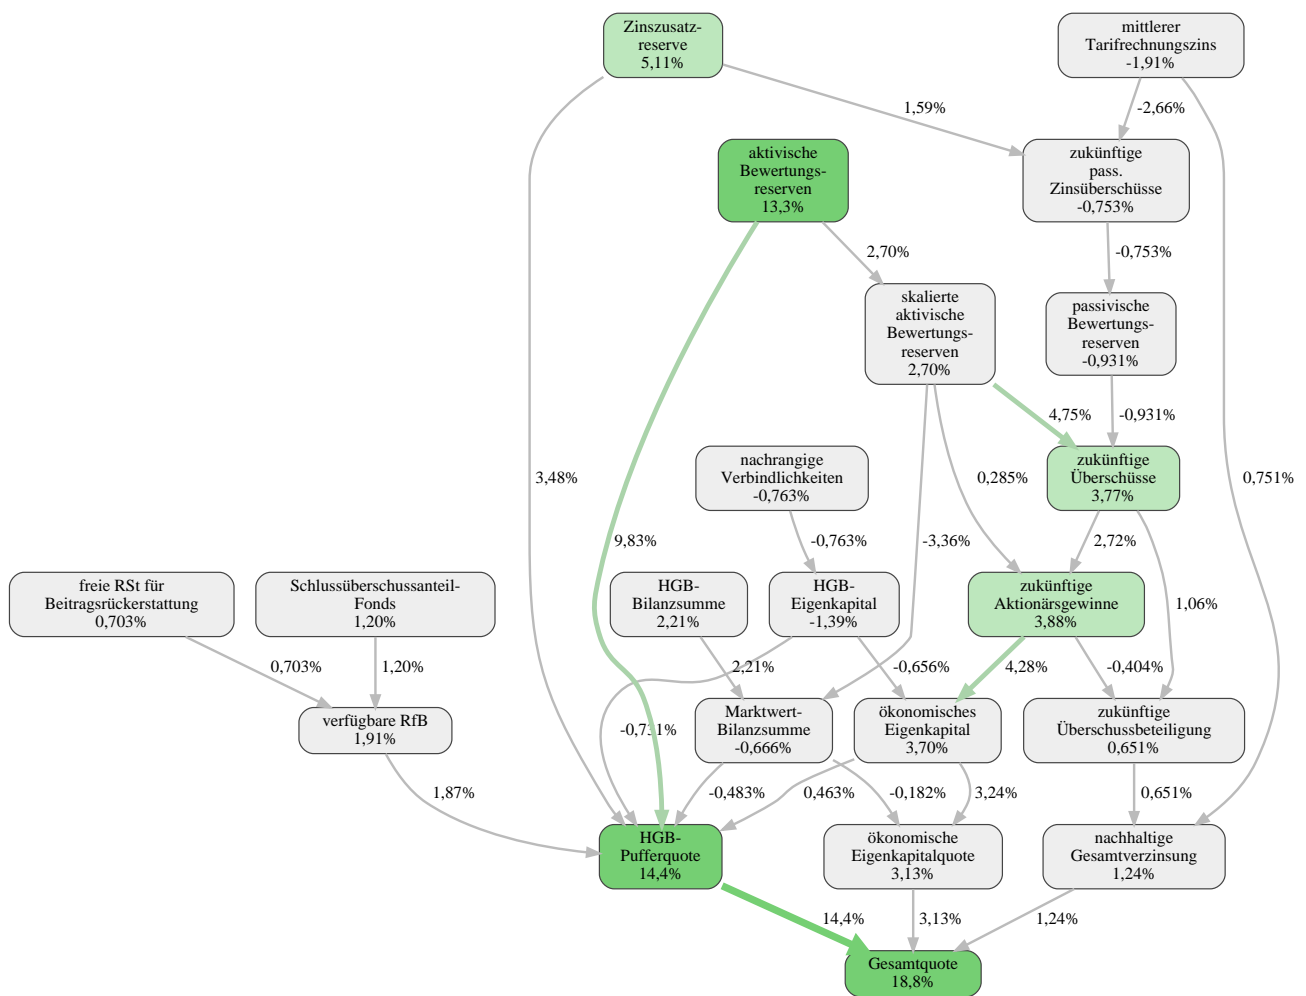 Zinszusatz-
reserve
5,11%
mittlerer
Tarifrechnungszins
-1,91%
1,59%
-2,66%
aktivische
Bewertungs-
reserven
13,3%
zukünftige
pass.
Zinsüberschüsse
-0,753%
2,70%
-0,753%
skalierte
aktivische
Bewertungs-
reserven
2,70%
passivische
Bewertungs-
reserven
-0,931%
4,75%
-0,931%
nachrangige
Verbindlichkeiten
-0,763%
zukünftige
Überschüsse
3,77%
3,48%
0,285%
0,751%
9,83%
-0,763%
-3,36%
2,72%
freie RSt für
Beitragsrückerstattung
0,703%
Schlussüberschussanteil-
Fonds
1,20%
HGB-
Bilanzsumme
2,21%
HGB-
Eigenkapital
-1,39%
zukünftige
Aktionärsgewinne
3,88%
1,06%
0,703%
1,20%
2,21%
-0,656%
4,28%
-0,404%
verfügbare RfB
1,91%
-0,731%
Marktwert-
Bilanzsumme
-0,666%
ökonomisches
Eigenkapital
3,70%
zukünftige
Überschussbeteiligung
0,651%
1,87%
-0,483%
0,463%
-0,182%
3,24%
0,651%
HGB-
Pufferquote
14,4%
ökonomische
Eigenkapitalquote
3,13%
nachhaltige
Gesamtverzinsung
1,24%
14,4%
3,13%
1,24%
Gesamtquote
18,8%